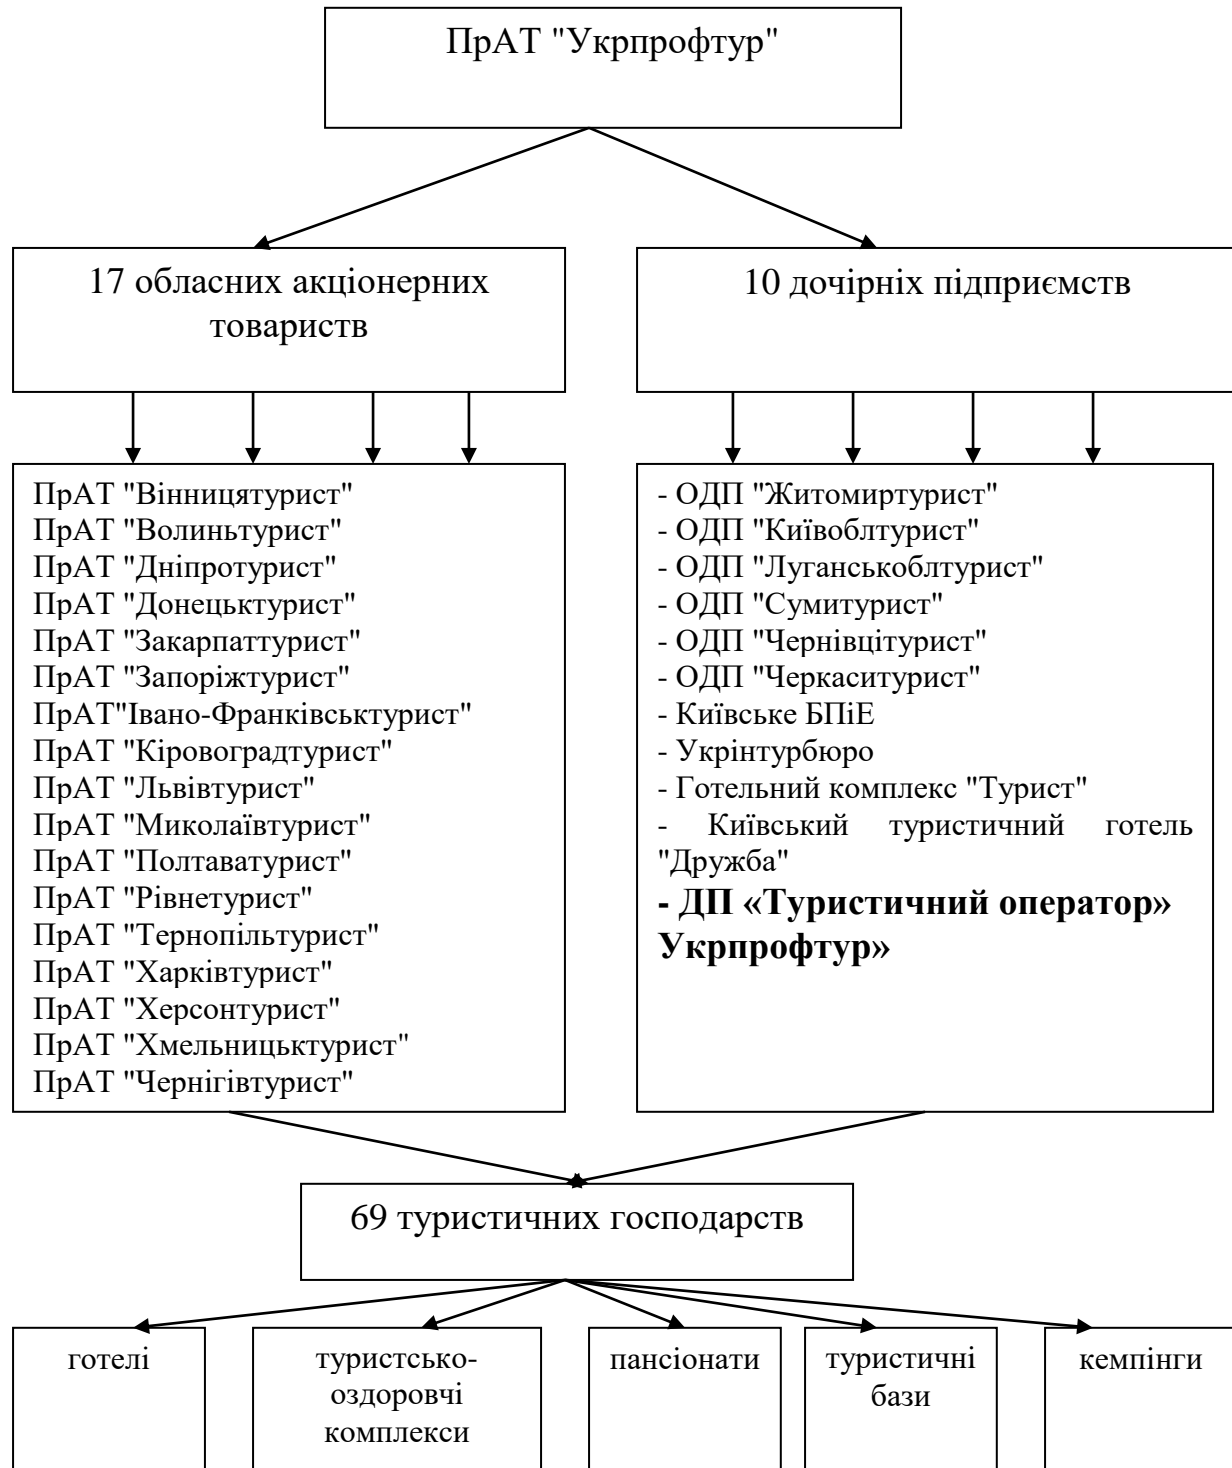 ПрАТ "Укрпрофтур"
17 обласних акціонерних
товариств
10 дочірніх підприємств
ПрАТ "Вінницятурист"
ПрАТ "Волиньтурист"
ПрАТ "Дніпротурист"
ПрАТ "Донецьктурист"
ПрАТ "Закарпаттурист"
ПрАТ "Запоріжтурист"
ПрАТ"Івано-Франківськтурист"
ПрАТ "Кіровоградтурист"
ПрАТ "Львівтурист"
ПрАТ "Миколаївтурист"
ПрАТ "Полтаватурист"
ПрАТ "Рівнетурист"
ПрАТ "Тернопільтурист"
ПрАТ "Харківтурист"
ПрАТ "Херсонтурист"
ПрАТ "Хмельницьктурист"
ПрАТ "Чернігівтурист"
- ОДП "Житомиртурист"
- ОДП "Київоблтурист"
- ОДП "Луганськоблтурист"
- ОДП "Сумитурист"
- ОДП "Чернівцітурист"
- ОДП "Черкаситурист"
- Київське БПіЕ
- Укрінтурбюро
- Готельний комплекс "Турист"
- Київський туристичний готель
"Дружба"
- ДП «Туристичний оператор»
Укрпрофтур»
69 туристичних господарств
готелі
туристсько-
оздоровчі
комплекси
пансіонати
туристичні
бази
кемпінги